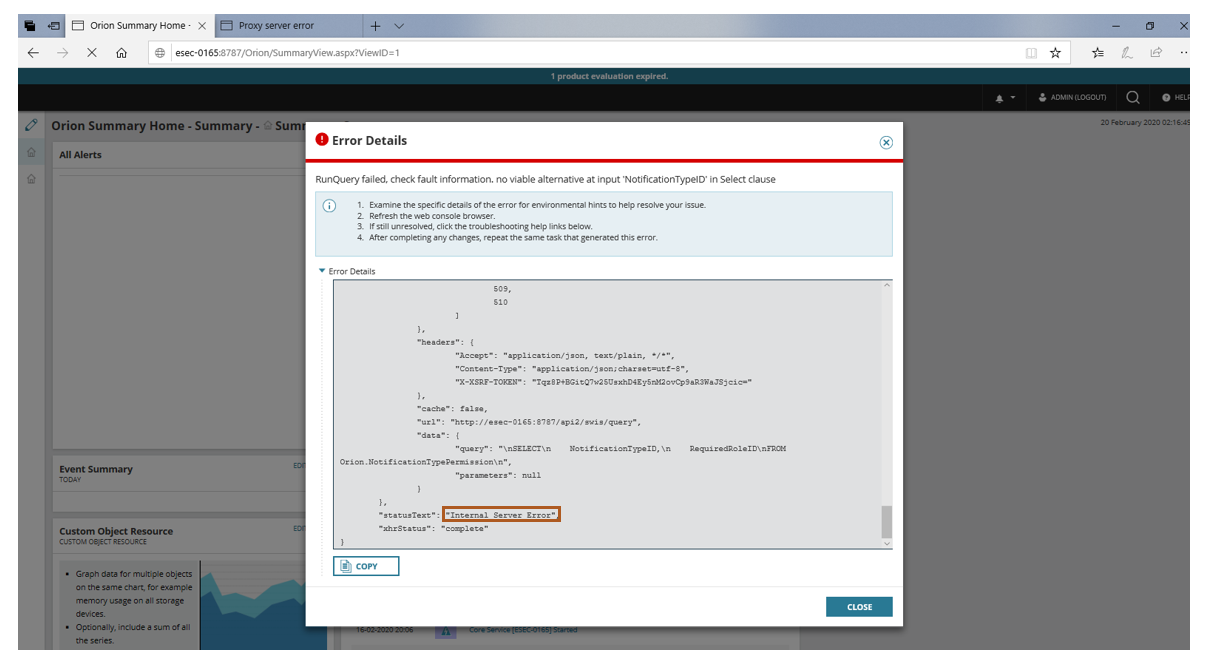 Orion Summary Home -
Proxy server error
esec-0165:8787/Orion/SummaryView.aspx?ViewID=1
1 product evaluation expired.
ADMIN (LOGOUT)
HELP
Orion Summary Home - Summary - Summ
20 February 2020 02:16:45
All Alerts
Error Details
RunQuery failed, check fault information. no viable alternative at input 'NotificationTypeID' in Select clause
1. Examine the specific details of the error for environmental hints to help resolve your issue.
2. Refresh the web console browser.
3. If still unresolved, click the troubleshooting help links below.
4. After completing any changes, repeat the same task that generated this error.
Error Details
509,
510
]
},
"headers": {
"Accept": "application/json, text/plain, */*",
"Content-Type": "application/json;charset=utf-8",
},
"cache": false,
"url": "http://esec-0165:8787/api2/swis/query",
"data": {
"query": "\nSELECT\n NotificationTypeID,\n RequiredRoleID\nFROM
Orion.NotificationTypePermission\n",
"parameters": null
}
},
"statusText": "Internal Server Error",
"xhrStatus": "complete"
}
COPY
CLOSE
Event Summary
EDI
TODAY
Custom Object Resource
EDI
CUSTOM OBJECT RESOURCE
• Graph data for multiple objects
on the same chart, for example
memory usage on all storage
devices.
• Optionally, include a sum of all
the series.
16-02-2020 20:06 Core Service [ESEC-0165] Started